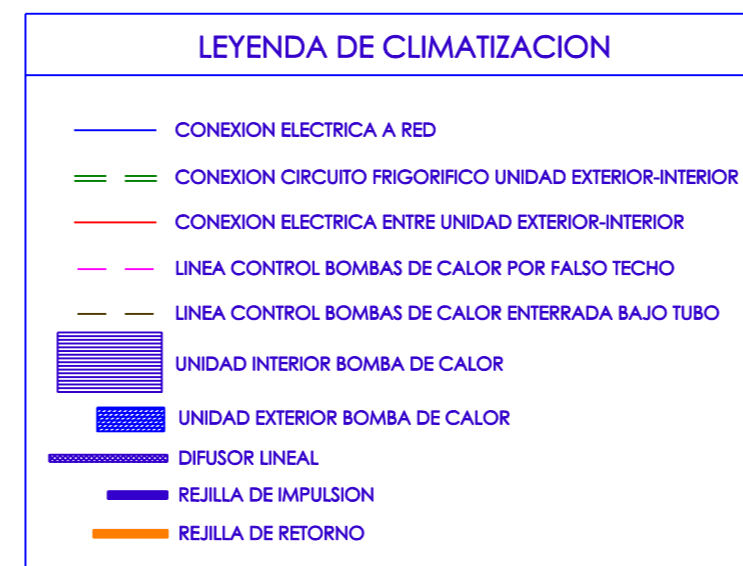 LEYENDA DE CLIMATIZACION
CONEXION ELECTRICA A RED
CONEXION CIRCUITO FRIGORIFICO UNIDAD EXTERIOR-INTERIOR
CONEXION ELECTRICA ENTRE UNIDAD EXTERIOR-INTERIOR
LINEA CONTROL BOMBAS DE CALOR POR FALSO TECHO
LINEA CONTROL BOMBAS DE CALOR ENTERRADA BAJO TUBO
UNIDAD INTERIOR BOMBA DE CALOR
UNIDAD EXTERIOR BOMBA DE CALOR
DIFUSOR LINEAL
REJILLA DE IMPULSION
REJILLA DE RETORNO